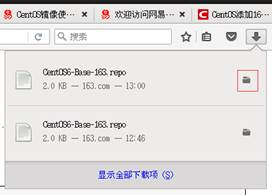 CentOS镜像使…
欢迎访问网易…
CentOS添加16…
搜索
CentOS6-Base-163.repo
2.0 KB — 163.com — 13:00
CentOS6-Base-163.repo
2.0 KB — 163.com — 12:46
显示全部下载项 (S)